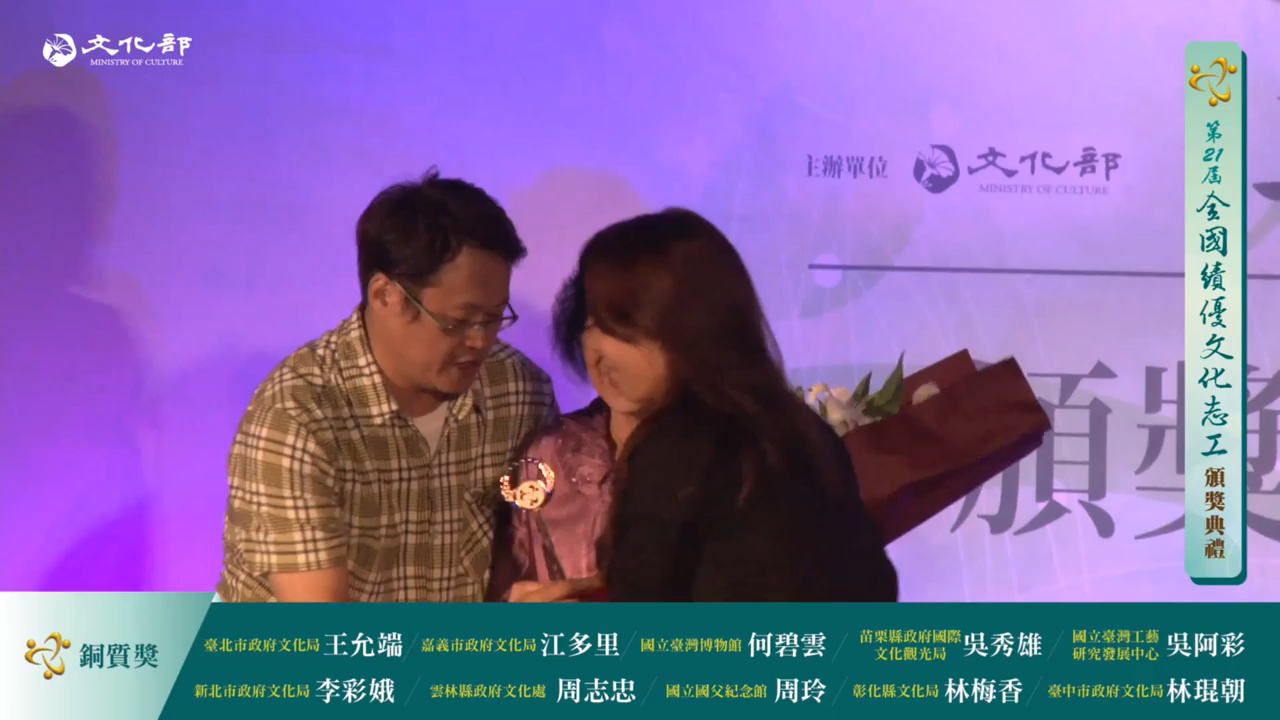 文化部
MINISTRY OF CULTURE
主辦單位
文化部
MINISTRY OF CULTURE
頒獎
第21屆全國績優文化志工頒獎典禮
銅質獎
臺北市政府文化局 王允端
嘉義市政府文化局 江多里
國立臺灣博物館 何碧雲
苗栗縣政府國際
文化觀光局 吳秀雄
國立臺灣工藝
研究發展中心 吳阿彩
新北市政府文化局 李彩娥
雲林縣政府文化處 周志忠
國立國父紀念館 周玲
彰化縣文化局 林梅香
臺中市政府文化局 林琨朝